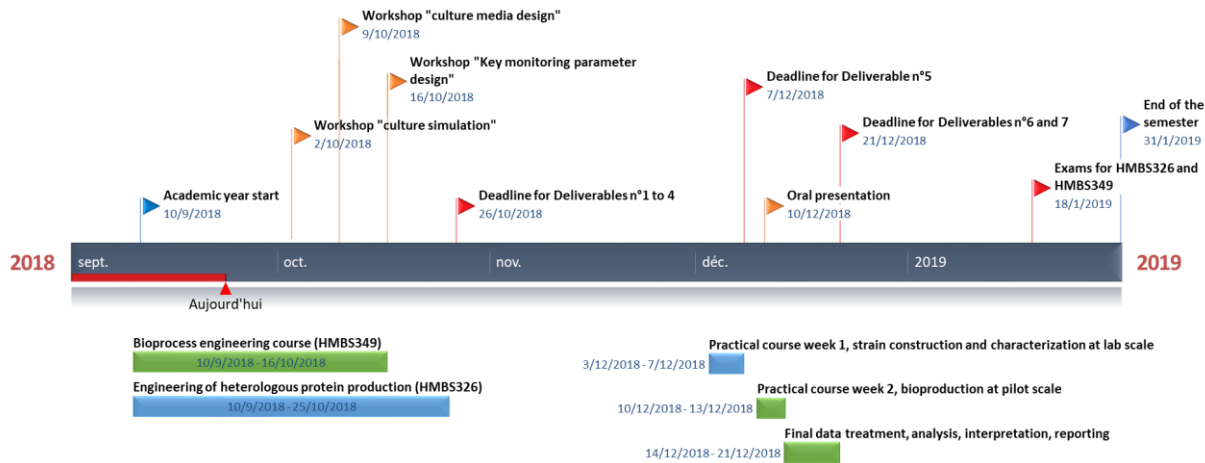 Workshop "culture media design"
9/10/2018
Workshop "Key monitoring parameter
design"
16/10/2018
Workshop "culture simulation"
2/10/2018
Academic year start
10/9/2018
Deadline for Deliverables n°1 to 4
26/10/2018
Deadline for Deliverable n°5
7/12/2018
Deadline for Deliverables n°6 and 7
21/12/2018
Oral presentation
10/12/2018
End of the
semester
31/1/2019
Exams for HMBS326 and
HMBS349
18/1/2019
2018
sept.
oct.
nov.
déc.
2019
2019
Aujourd'hui
Bioprocess engineering course (HMBS349)
10/9/2018 - 16/10/2018
Engineering of heterologous protein production (HMBS326)
10/9/2018 - 25/10/2018
Practical course week 1, strain construction and characterization at lab scale
3/12/2018 - 7/12/2018
Practical course week 2, bioproduction at pilot scale
10/12/2018 - 13/12/2018
Final data treatment, analysis, interpretation, reporting
14/12/2018 - 21/12/2018